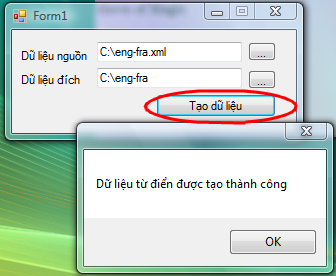 Form1
Dữ liệu nguồn C:\eng-fra.xml ...
Dữ liệu đích C:\eng-fra ...
Tạo dữ liệu
Dữ liệu từ điển được tạo thành công
OK